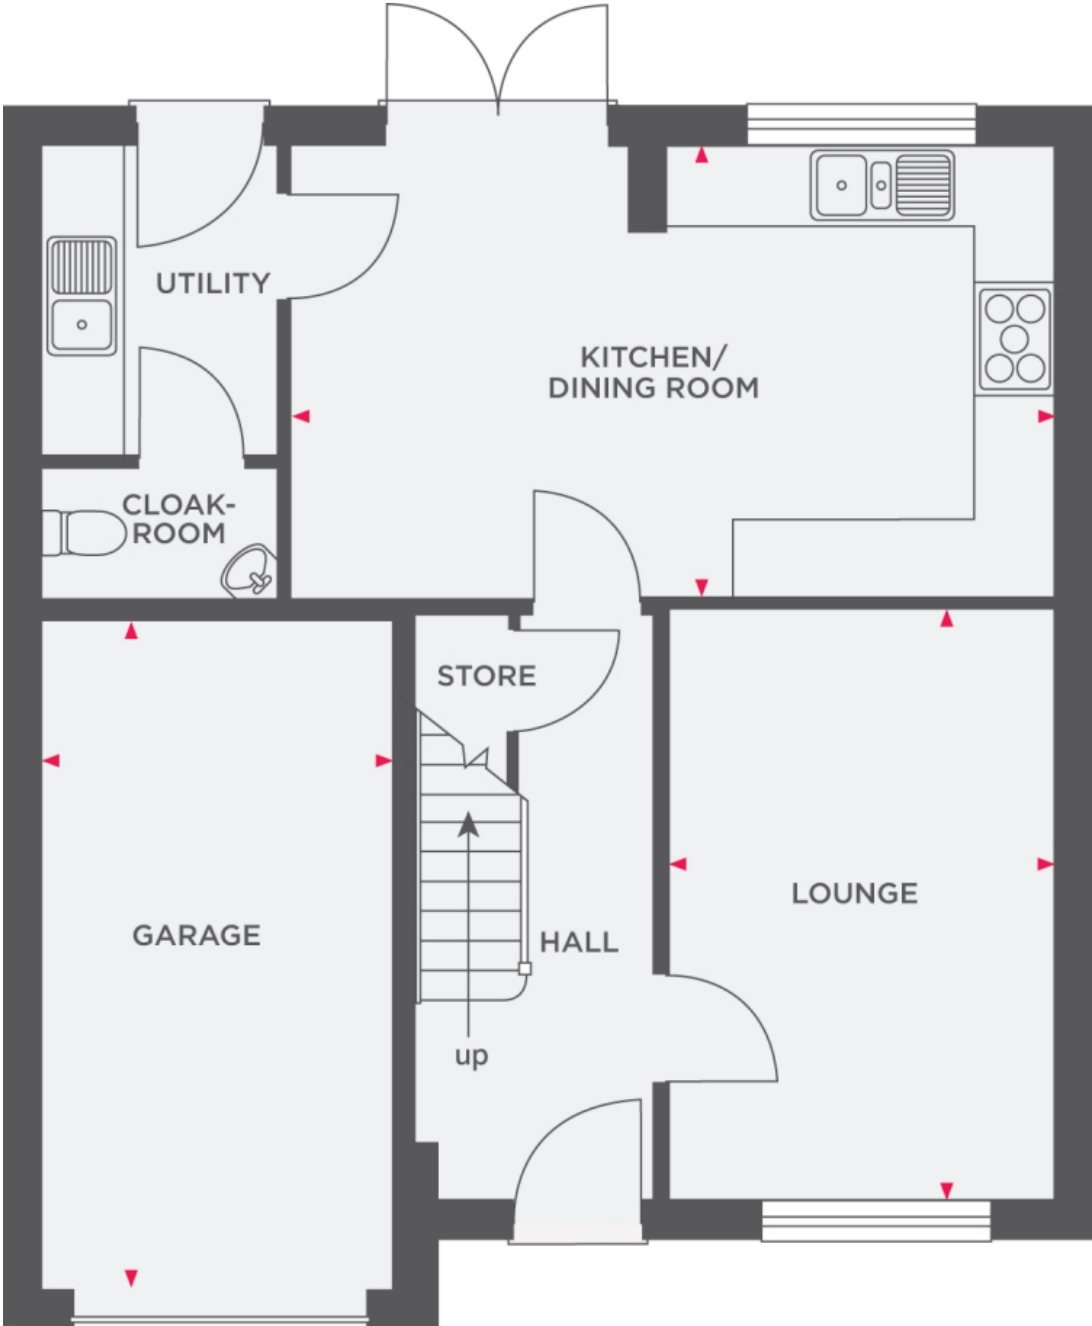 UTILITY
KITCHEN/
DINING ROOM
CLOAK-
ROOM
STORE
LOUNGE
GARAGE
HALL
up